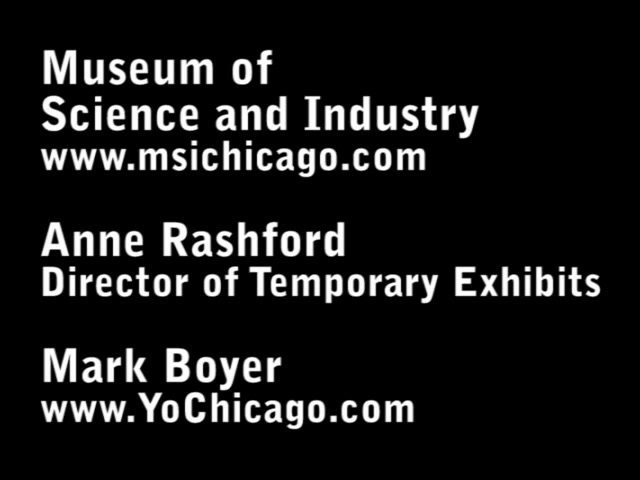 Museum of
Science and Industry
www.msichicago.com
Anne Rashford
Director of Temporary Exhibits
Mark Boyer
www.YoChicago.com